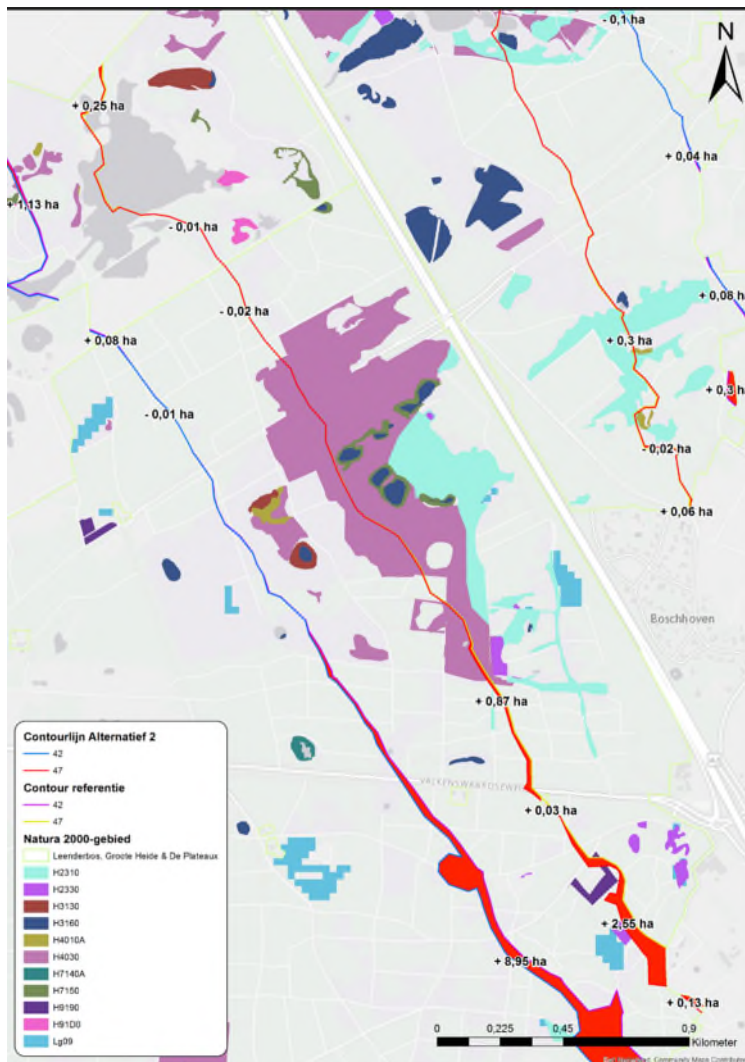 - 0,1 ha
N
+ 0,25 ha
+ 0,04 ha
+ 1,13 ha
- 0,01 ha
+ 0,08 ha
- 0,02 ha
+ 0,08 ha
+ 0,3 ha
- 0,01 ha
+ 0,3 ha
- 0,02 ha
+ 0,06 ha
Boschhoven
+ 0,87 ha
Contourlijn Alternatief 2
42
47
Contour referentie
42
47
Natura 2000-gebied
Leenderbos, Groote Heide & De Plateaux
H2310
H2330
H3130
H3160
H4010A
H4030
H7140A
H7150
H9190
H91D0
Lg09
VALKENSWAARDSEWEG
+ 0,03 ha
+ 2,55 ha
+ 8,95 ha
+ 0,13 ha
0 0,225 0,45 0,9
Kilometer